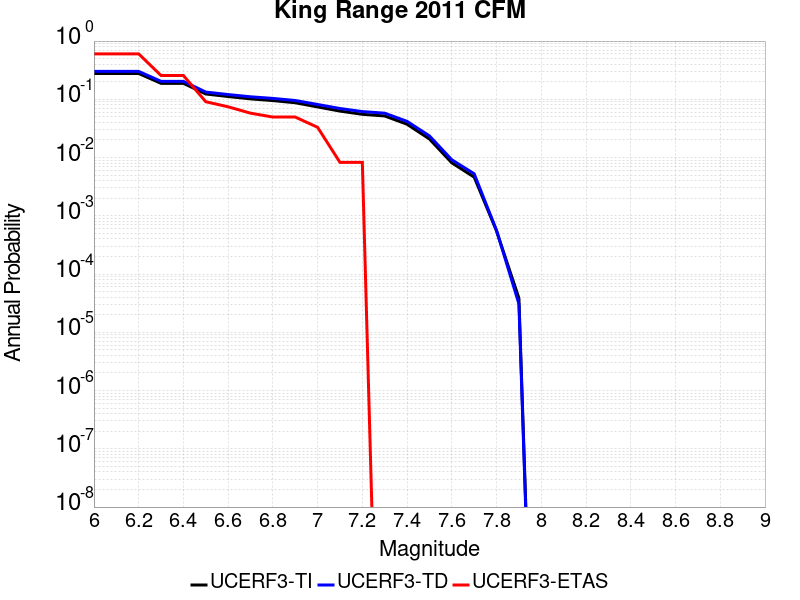 King Range 2011 CFM
10^0
10^-1
10^-2
10^-3
10^-4
10^-5
10^-6
10^-7
10^-8
Annual Probability
6 6.2 6.4 6.6 6.8 7 7.2 7.4 7.6 7.8 8 8.2 8.4 8.6 8.8 9
Magnitude
UCERF3-TI UCERF3-TD UCERF3-ETAS